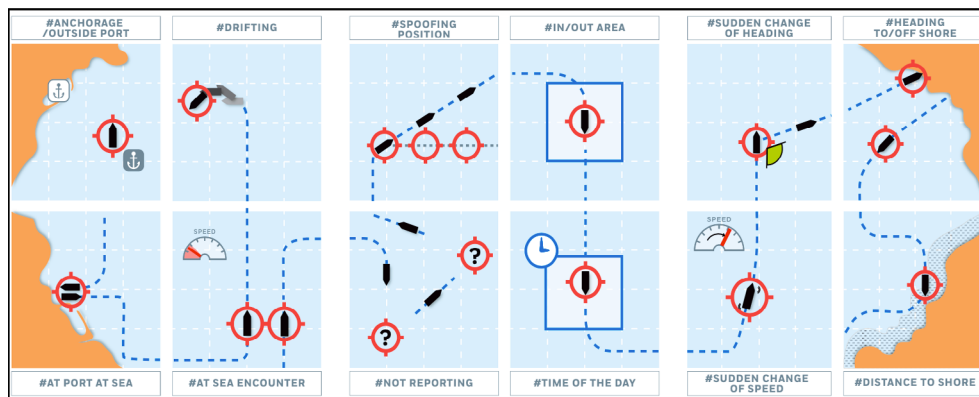 #ANCHORAGE
/OUTSIDE PORT
#DRIFTING
#SPOOFING
POSITION
#IN/OUT AREA
#SUDDEN CHANGE
OF HEADING
#HEADING
TO/OFF SHORE
SPEED
?
?
SPEED
#AT PORT AT SEA
#AT SEA ENCOUNTER
#NOT REPORTING
#TIME OF THE DAY
#SUDDEN CHANGE
OF SPEED
#DISTANCE TO SHORE